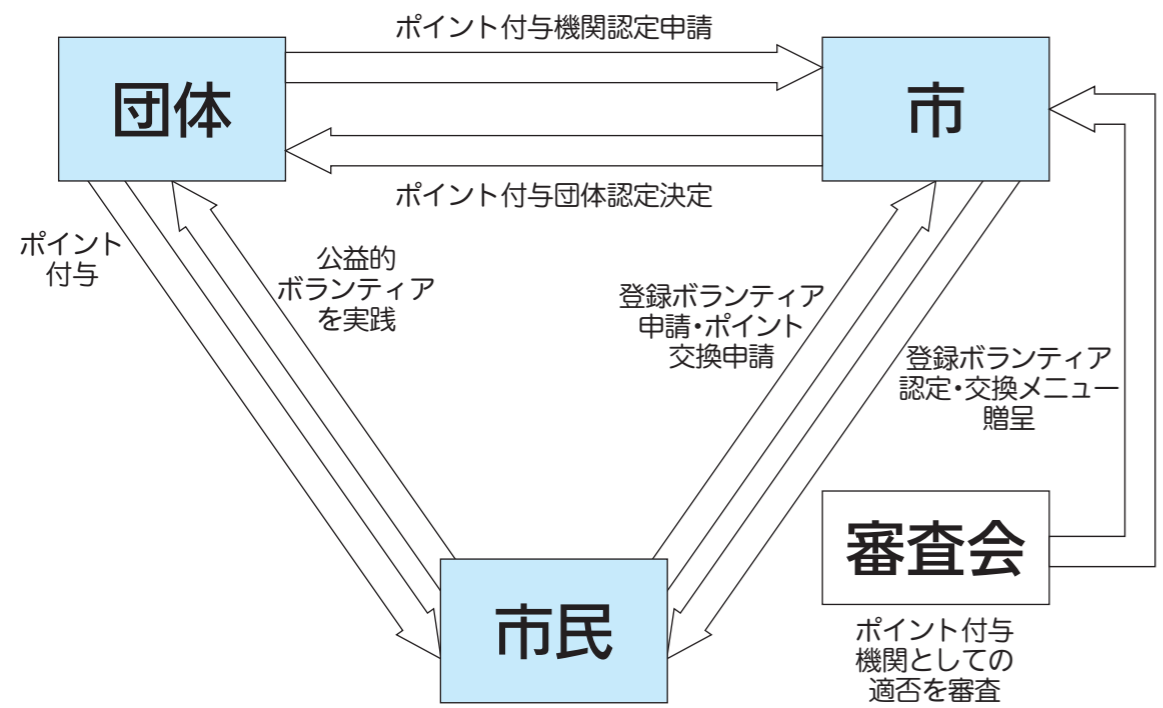 ポイント付与機関認定申請
団体
市
ポイント付与団体認定決定
ポイント
付与
公益的
ボランティア
を実践
登録ボランティア
申請・ポイント
交換申請
登録ボランティア
認定・交換メニュー
贈呈
審査会
市民
ポイント付与
機関としての
適否を審査